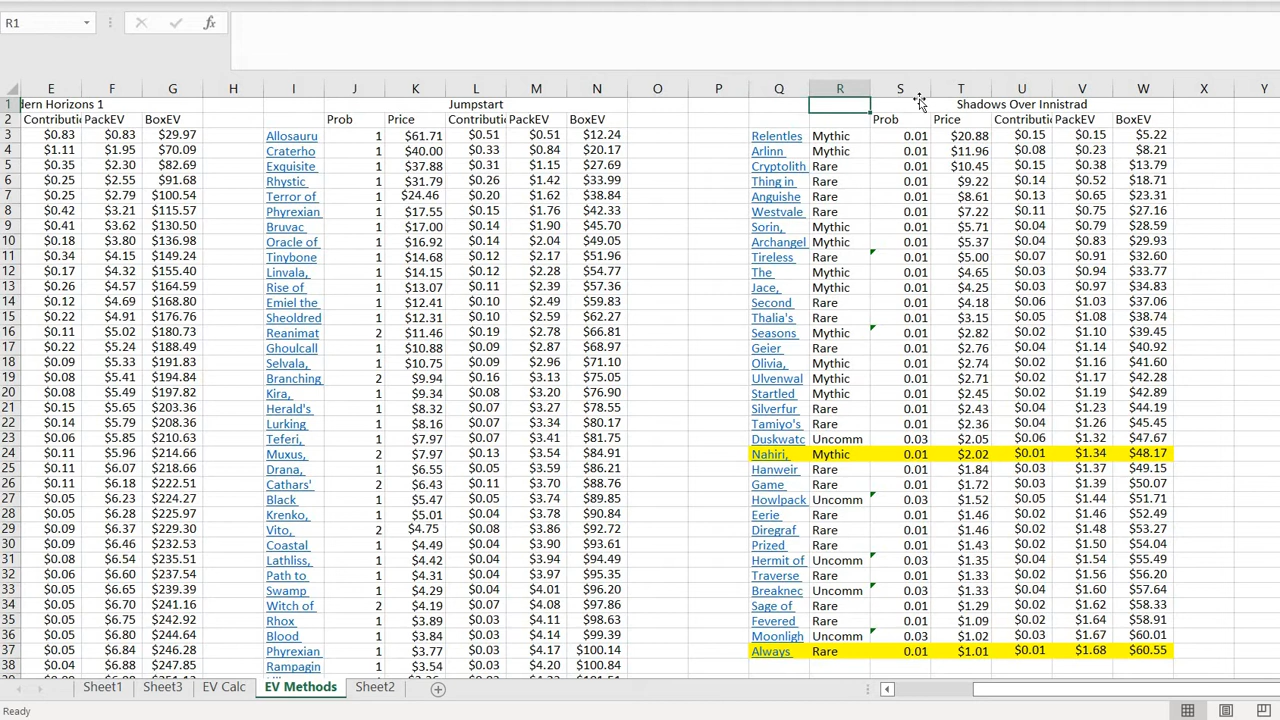 R1
fx
E F G H I J K L M N O P Q R S T U V W X Y
1 dern Horizons 1 Jumpstart Shadows Over Innistrad
2 Contributic PackEV BoxEV Prob Price Contributic PackEV BoxEV Prob Price Contributic PackEV BoxEV
3 $0.83 $0.83 $29.97 Allosauru 1 $61.71 $0.51 $0.51 $12.24 Relentles Mythic 0.01 $20.88 $0.15 $0.15 $5.22
4 $1.11 $1.95 $70.09 Craterho 1 $40.00 $0.33 $0.84 $20.17 Arlinn Mythic 0.01 $11.96 $0.08 $0.23 $8.21
5 $0.35 $2.30 $82.69 Exquisite 1 $37.88 $0.31 $1.15 $27.69 Cryptolith Rare 0.01 $10.45 $0.15 $0.38 $13.79
6 $0.25 $2.55 $91.68 Rhystic 1 $31.79 $0.26 $1.42 $33.99 Thing in Rare 0.01 $9.22 $0.14 $0.52 $18.71
7 $0.25 $2.79 $100.54 Terror of 1 $24.46 $0.20 $1.62 $38.84 Anguishe Rare 0.01 $8.61 $0.13 $0.65 $23.31
8 $0.42 $3.21 $115.57 Phyrexian 1 $17.55 $0.15 $1.76 $42.33 Westvale Rare 0.01 $7.22 $0.11 $0.75 $27.16
9 $0.41 $3.62 $130.50 Bruvac 1 $17.00 $0.14 $1.90 $45.70 Sorin, Mythic 0.01 $5.71 $0.04 $0.79 $28.59
10 $0.18 $3.80 $136.98 Oracle of 1 $16.92 $0.14 $2.04 $49.05 Archangel Mythic 0.01 $5.37 $0.04 $0.83 $29.93
11 $0.34 $4.15 $149.24 Tinybone 1 $14.68 $0.12 $2.17 $51.96 Tireless Rare 0.01 $5.00 $0.07 $0.91 $32.60
12 $0.17 $4.32 $155.40 Linvala, 1 $14.15 $0.12 $2.28 $54.77 The Mythic 0.01 $4.65 $0.03 $0.94 $33.77
13 $0.26 $4.57 $164.59 Rise of 1 $13.07 $0.11 $2.39 $57.36 Jace, Mythic 0.01 $4.25 $0.03 $0.97 $34.83
14 $0.12 $4.69 $168.80 Emiel the 1 $12.41 $0.10 $2.49 $59.83 Second Rare 0.01 $4.18 $0.06 $1.03 $37.06
15 $0.22 $4.91 $176.76 Sheoldred 1 $12.31 $0.10 $2.59 $62.27 Thalia's Rare 0.01 $3.15 $0.05 $1.08 $38.74
16 $0.11 $5.02 $180.73 Reanimat 2 $11.46 $0.19 $2.78 $66.81 Seasons Mythic 0.01 $2.82 $0.02 $1.10 $39.45
17 $0.22 $5.24 $188.49 Ghoulcall 1 $10.88 $0.09 $2.87 $68.97 Geier Rare 0.01 $2.76 $0.04 $1.14 $40.92
18 $0.09 $5.33 $191.83 Selvala, 1 $10.75 $0.09 $2.96 $71.10 Olivia, Mythic 0.01 $2.74 $0.02 $1.16 $41.60
19 $0.08 $5.41 $194.84 Branching 2 $9.94 $0.16 $3.13 $75.05 Ulvenwal Mythic 0.01 $2.71 $0.02 $1.17 $42.28
20 $0.08 $5.49 $197.82 Kira, 1 $9.34 $0.08 $3.20 $76.90 Startled Mythic 0.01 $2.45 $0.02 $1.19 $42.89
21 $0.15 $5.65 $203.36 Herald's 1 $8.32 $0.07 $3.27 $78.55 Silverfur Rare 0.01 $2.43 $0.04 $1.23 $44.19
22 $0.14 $5.79 $208.36 Lurking 1 $8.16 $0.07 $3.34 $80.17 Tamiyo's Rare 0.01 $2.36 $0.04 $1.26 $45.45
23 $0.06 $5.85 $210.63 Teferi, 1 $7.97 $0.07 $3.41 $81.75 Duskwatc Uncomm 0.03 $2.05 $0.06 $1.32 $47.67
24 $0.11 $5.96 $214.66 Muxus, 2 $7.97 $0.13 $3.54 $84.91 Nahiri, Mythic 0.01 $2.02 $0.01 $1.34 $48.17
25 $0.11 $6.07 $218.66 Drana, 1 $6.55 $0.05 $3.59 $86.21 Hanweir Rare 0.01 $1.84 $0.03 $1.37 $49.15
26 $0.11 $6.18 $222.51 Cathars' 2 $6.43 $0.11 $3.70 $88.76 Game Rare 0.01 $1.72 $0.03 $1.39 $50.07
27 $0.05 $6.23 $224.27 Black 1 $5.47 $0.05 $3.74 $89.85 Howlpack Uncomm 0.03 $1.52 $0.05 $1.44 $51.71
28 $0.05 $6.28 $225.97 Krenko, 1 $5.01 $0.04 $3.78 $90.84 Eerie Rare 0.01 $1.46 $0.02 $1.46 $52.49
29 $0.09 $6.37 $229.30 Vito, 2 $4.75 $0.08 $3.86 $92.72 Diregraf Rare 0.01 $1.46 $0.02 $1.48 $53.27
30 $0.09 $6.46 $232.53 Coastal 1 $4.49 $0.04 $3.90 $93.61 Prized Rare 0.01 $1.43 $0.02 $1.50 $54.04
31 $0.08 $6.54 $235.51 Lathliss, 1 $4.42 $0.04 $3.94 $94.49 Hermit of Uncomm 0.03 $1.35 $0.04 $1.54 $55.49
32 $0.06 $6.60 $237.54 Path to 1 $4.31 $0.04 $3.97 $95.35 Traverse Rare 0.01 $1.33 $0.02 $1.56 $56.20
33 $0.05 $6.65 $239.39 Swamp 1 $4.29 $0.04 $4.01 $96.20 Breaknec Uncomm 0.03 $1.33 $0.04 $1.60 $57.64
34 $0.05 $6.70 $241.16 Witch of 2 $4.19 $0.07 $4.08 $97.86 Sage of Rare 0.01 $1.29 $0.02 $1.62 $58.33
35 $0.05 $6.75 $242.92 Rhox 1 $3.89 $0.03 $4.11 $98.63 Fevered Rare 0.01 $1.09 $0.02 $1.64 $58.91
36 $0.05 $6.80 $244.64 Blood 1 $3.84 $0.03 $4.14 $99.39 Moonligh Uncomm 0.03 $1.02 $0.03 $1.67 $60.01
37 $0.05 $6.84 $246.28 Phyrexian 1 $3.77 $0.03 $4.17 $100.14 Always Rare 0.01 $1.01 $0.01 $1.68 $60.55
38 $0.04 $6.88 $247.85 Rampagin 1 $3.54 $0.03 $4.20 $100.84
Sheet1 Sheet3 EV Calc EV Methods Sheet2
Ready